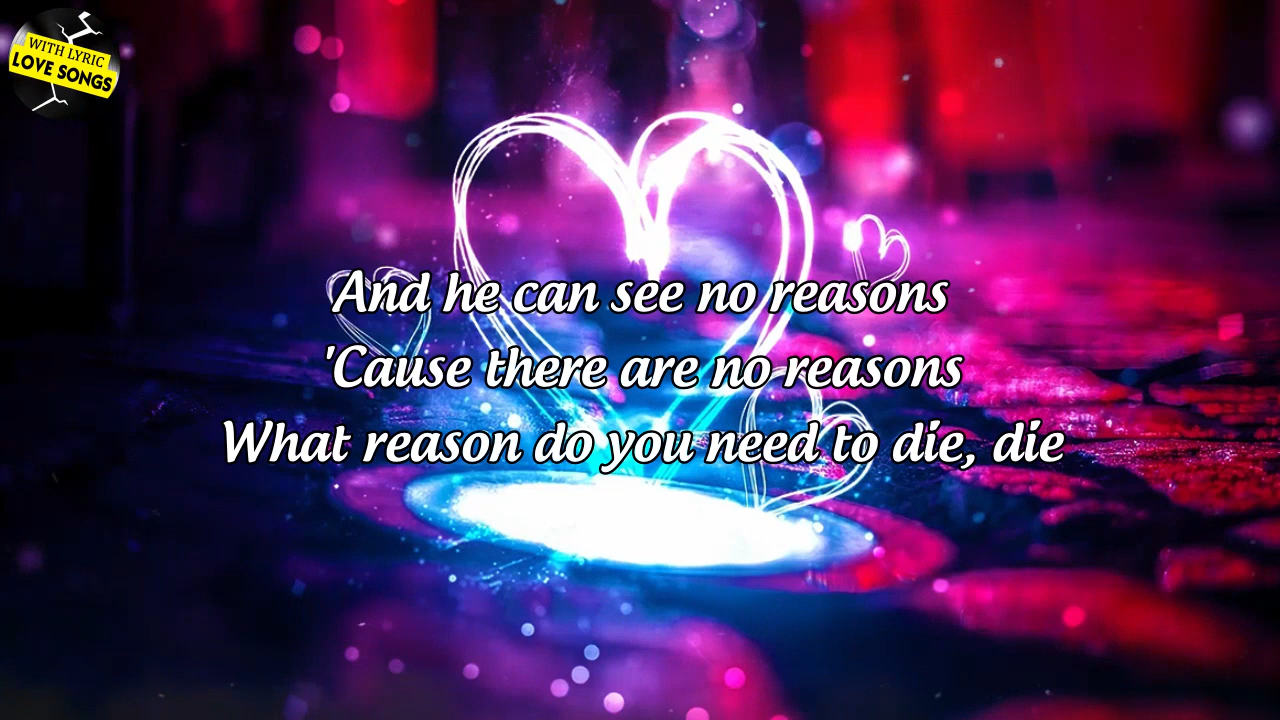 WITH LYRIC
LOVE SONGS
And he can see no reasons
'Cause there are no reasons
What reason do you need to die, die